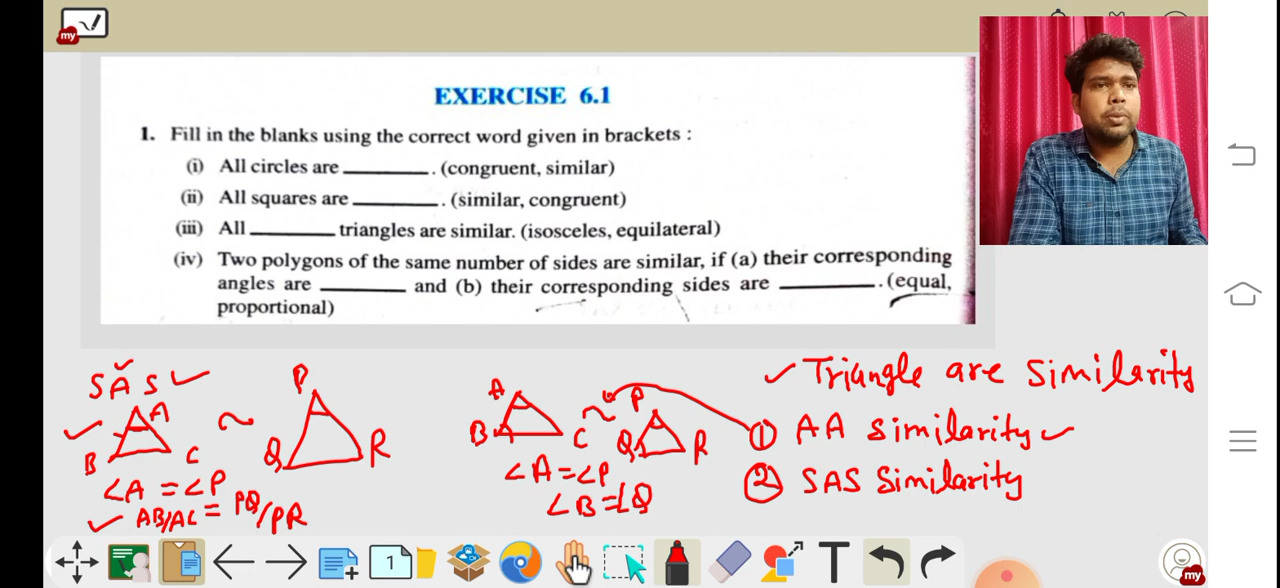 my
EXERCISE 6.1
1. Fill in the blanks using the correct word given in brackets :
(i) All circles are ________. (congruent, similar)
(ii) All squares are ________. (similar, congruent)
(iii) All ________ triangles are similar. (isosceles, equilateral)
(iv) Two polygons of the same number of sides are similar, if (a) their corresponding
angles are ________ and (b) their corresponding sides are ________. (equal,
proportional)
SAS ✓
✓ A B C ~ P Q R
∠A = ∠P
✓ AB/AC = PQ/PR
A B C ~ P Q R
∠A = ∠P
∠B = ∠Q
✓ Triangle are similarity
① AA similarity ✓
② SAS Similarity
1
T
my